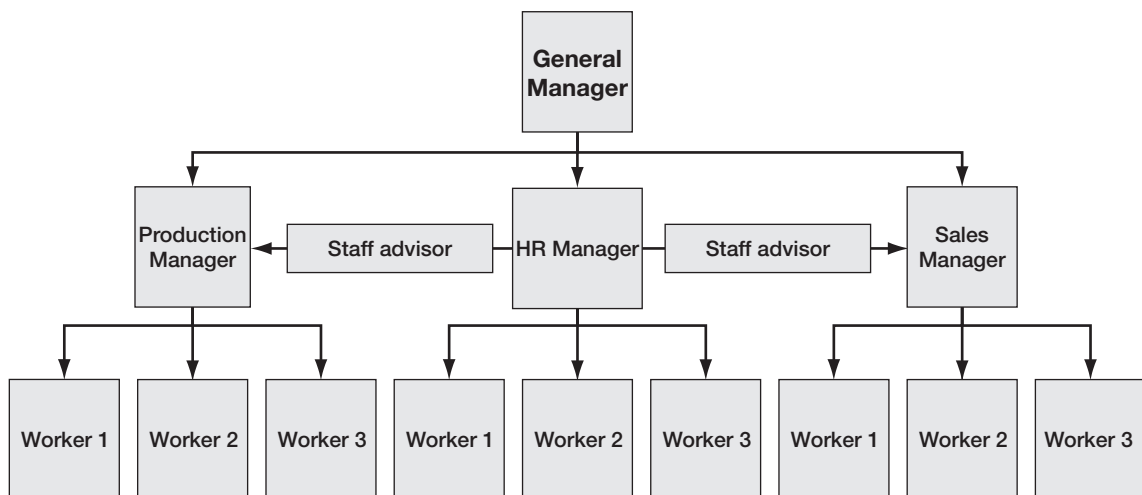 General
Manager
Production
Manager
Staff advisor
HR Manager
Staff advisor
Sales
Manager
Worker 1
Worker 2
Worker 3
Worker 1
Worker 2
Worker 3
Worker 1
Worker 2
Worker 3